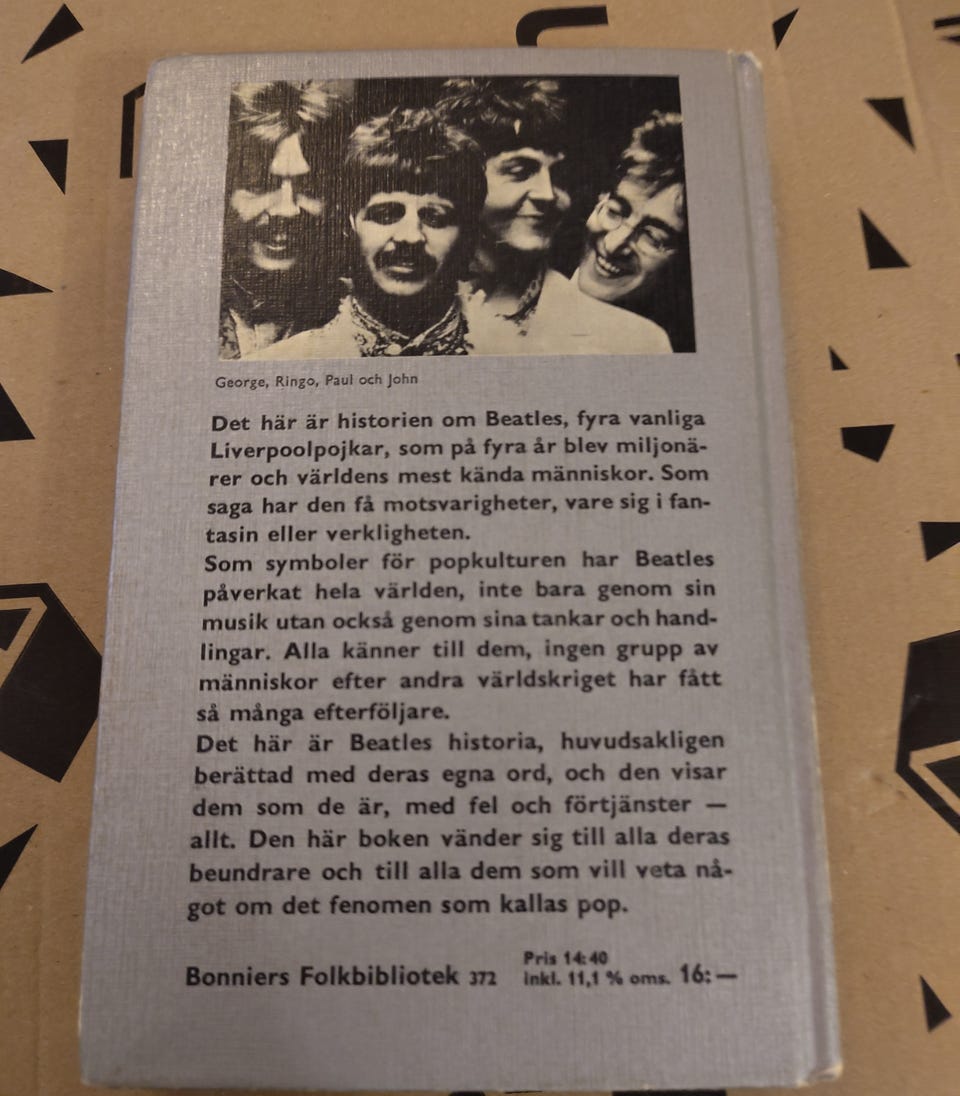 George, Ringo, Paul och John
Det här är historien om Beatles, fyra vanliga
Liverpoolpojkar, som på fyra år blev miljonä-
rer och världens mest kända människor. Som
saga har den få motsvarigheter, vare sig i fan-
tasin eller verkligheten.
Som symboler för popkulturen har Beatles
påverkat hela världen, inte bara genom sin
musik utan också genom sina tankar och hand-
lingar. Alla känner till dem, ingen grupp av
människor efter andra världskriget har fått
så många efterföljare.
Det här är Beatles historia, huvudsakligen
berättad med deras egna ord, och den visar
dem som de är, med fel och förtjänster —
allt. Den här boken vänder sig till alla deras
beundrare och till alla dem som vill veta nå-
got om det fenomen som kallas pop.
Bonniers Folkbibliotek 372
Pris 14:40
inkl. 11,1 % oms. 16:—